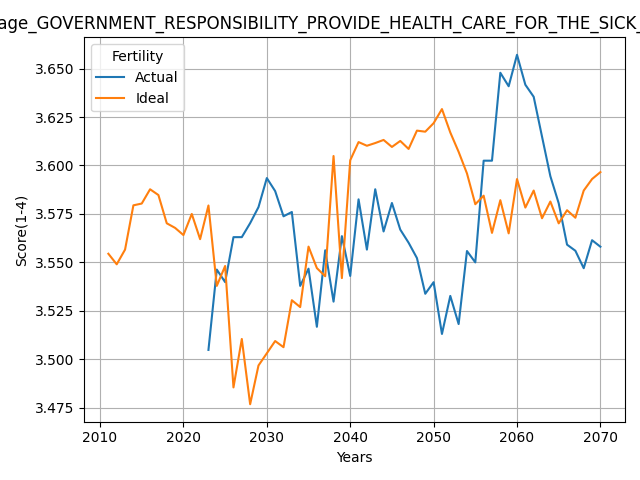 age_GOVERNMENT_RESPONSIBILITY_PROVIDE_HEALTH_CARE_FOR_THE_SICK_
Fertility
Actual
Ideal
3.650
3.625
3.600
3.575
3.550
3.525
3.500
3.475
Score(1-4)
2010 2020 2030 2040 2050 2060 2070
Years